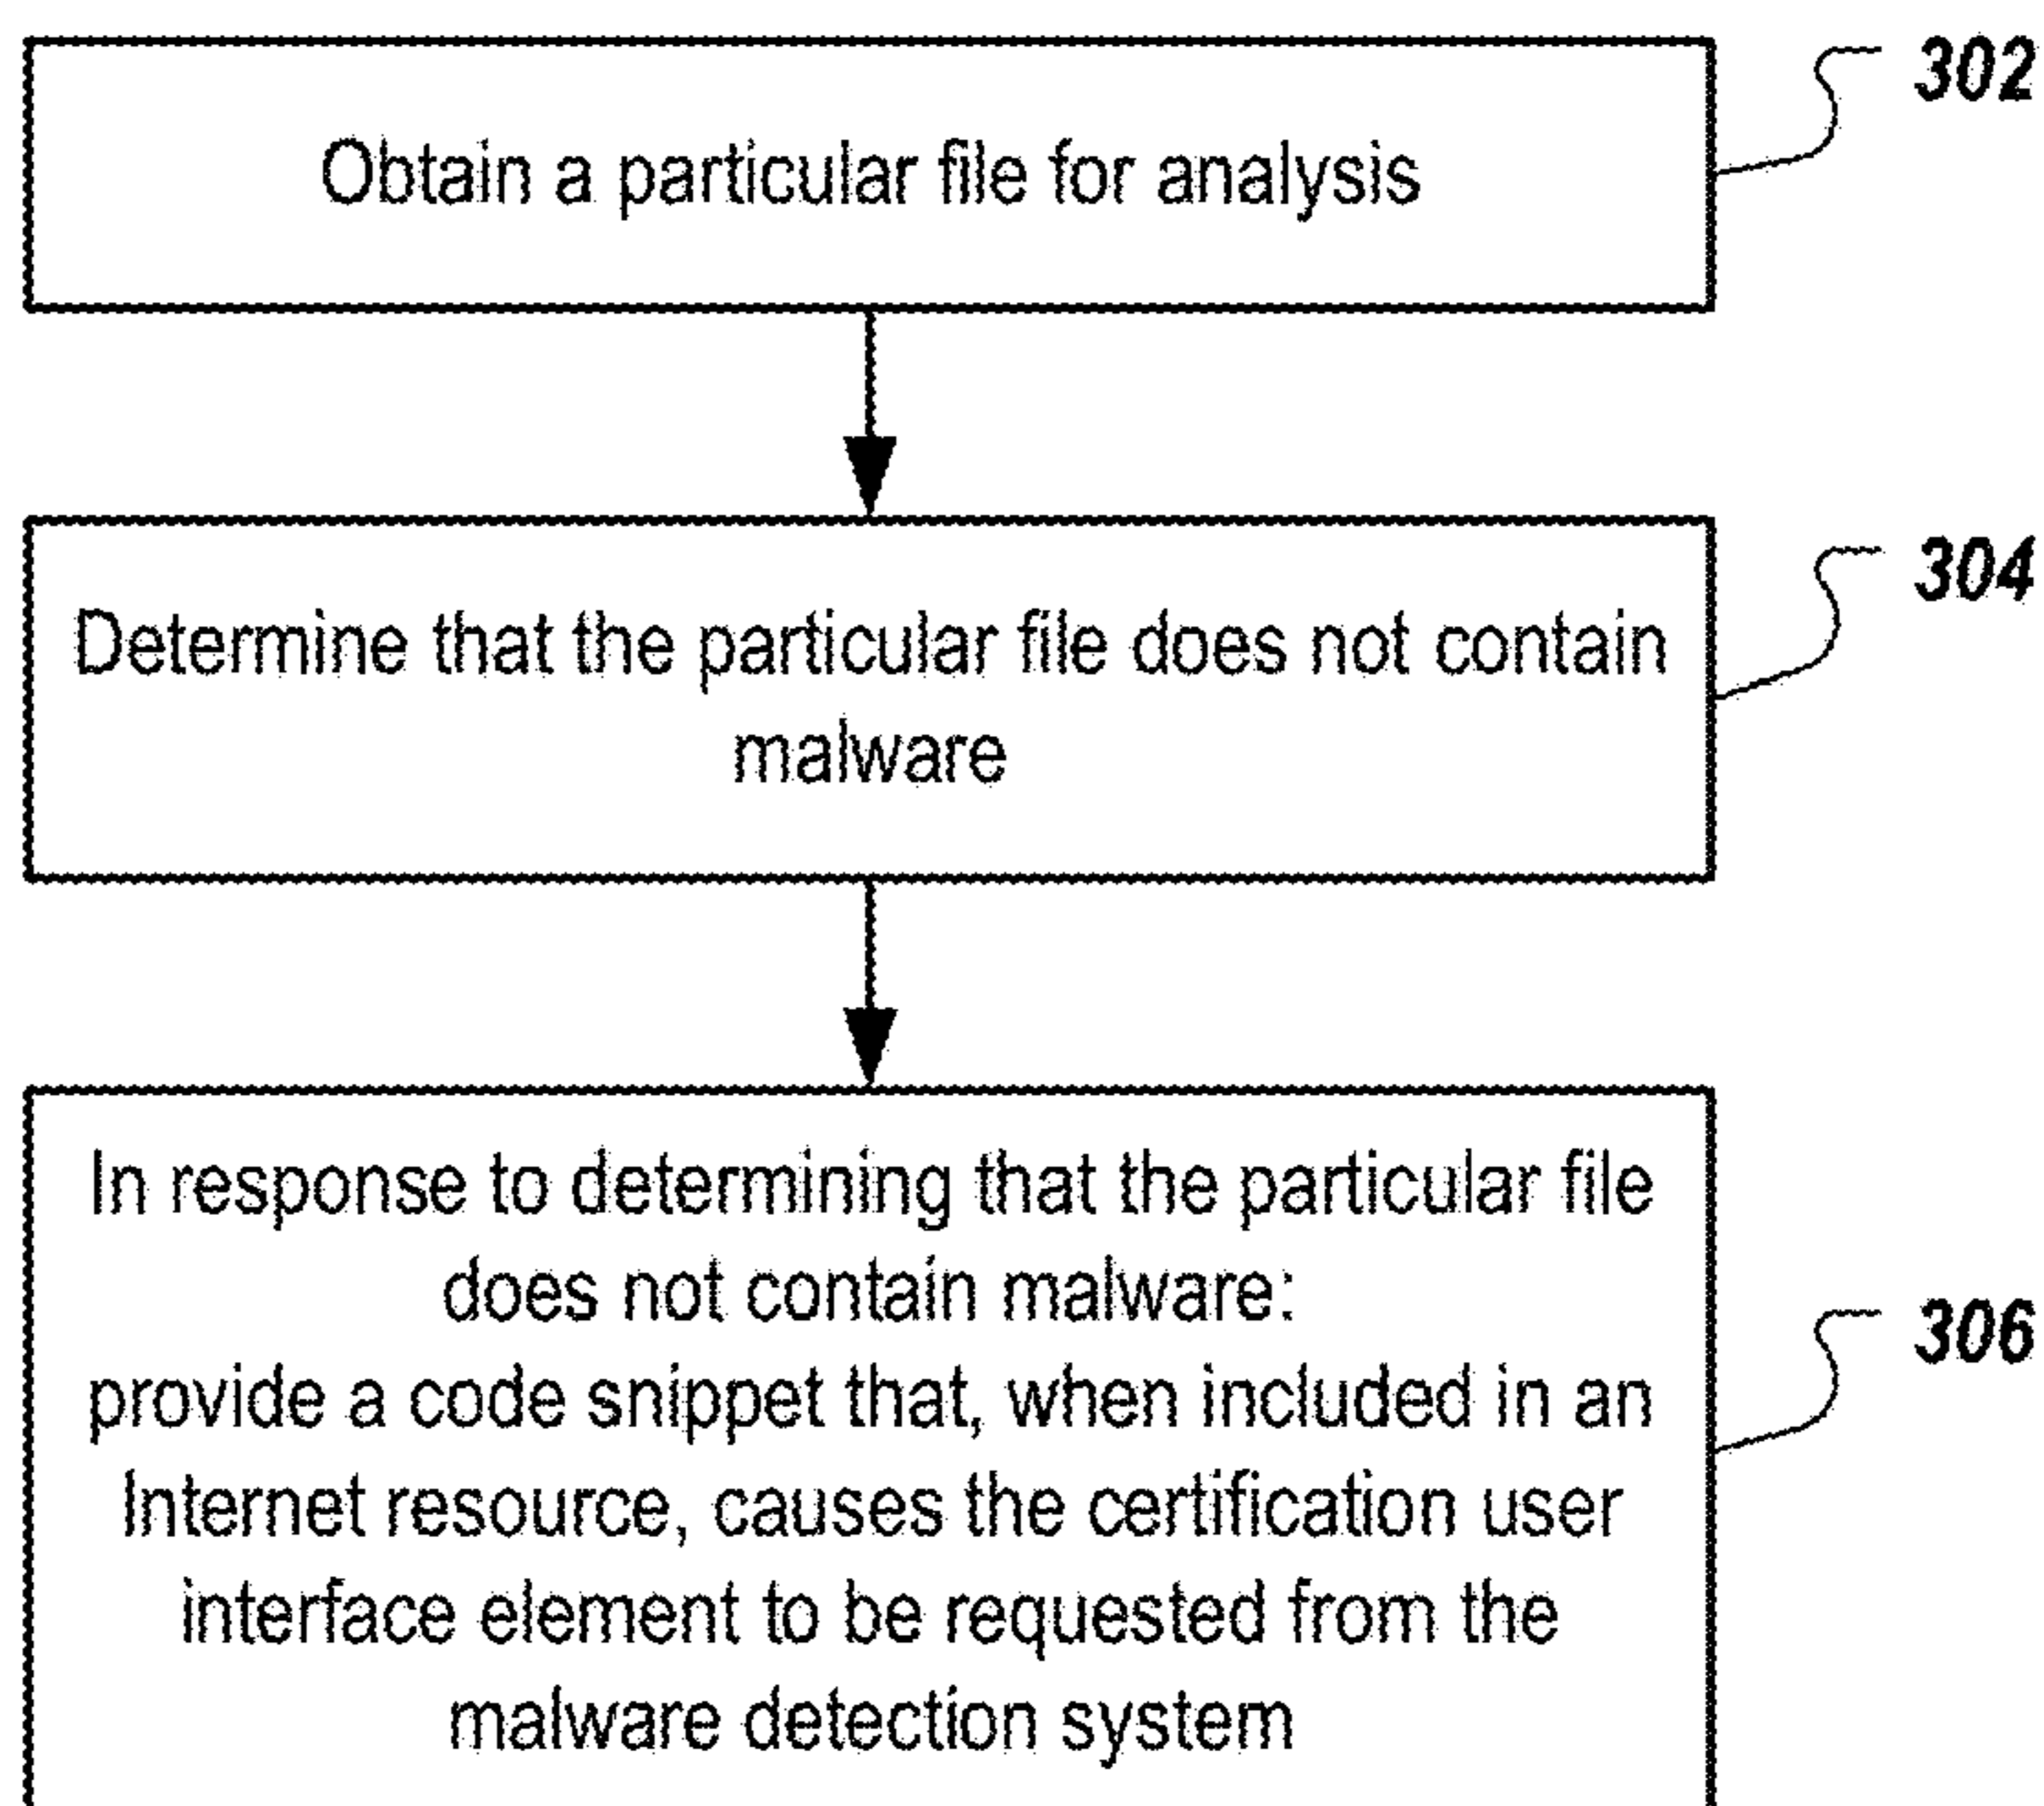 302
Obtain a particular file for analysis
304
Determine that the particular file does not contain
malware
In response to determining that the particular file
does not contain malware:
306
provide a code snippet that, when included in an
Internet resource, causes the certification user
interface element to be requested from the
malware detection system